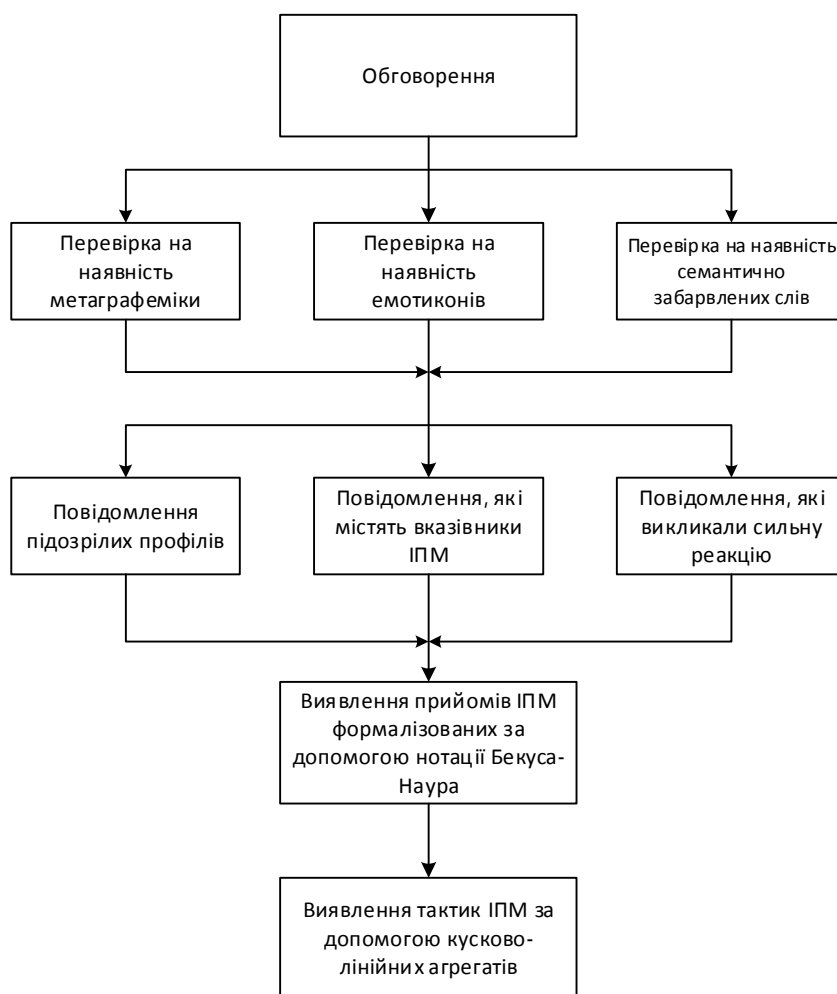 Обговорення
Перевірка на
наявність
метаграфеміки
Перевірка на
наявність
емотиконів
Перевірка на наявність
семантично
забарвлених слів
Повідомлення
підозрілих профілів
Повідомлення, які
містять вказівники
ІПМ
Повідомлення, які
викликали сильну
реакцію
Виявлення прийомів ІПМ
формалізованих за
допомогою нотації Бекуса-
Наура
Виявлення тактик ІПМ за
допомогою кусково-
лінійних агрегатів